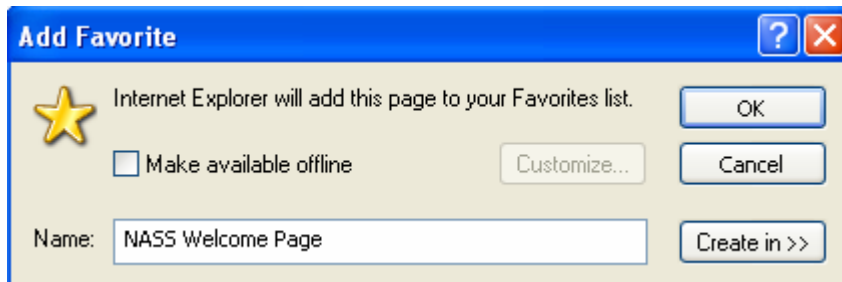 Add Favorite
?
Internet Explorer will add this page to your Favorites list.
OK
Make available offline
Customize...
Cancel
Name:
NASS Welcome Page
Create in >>